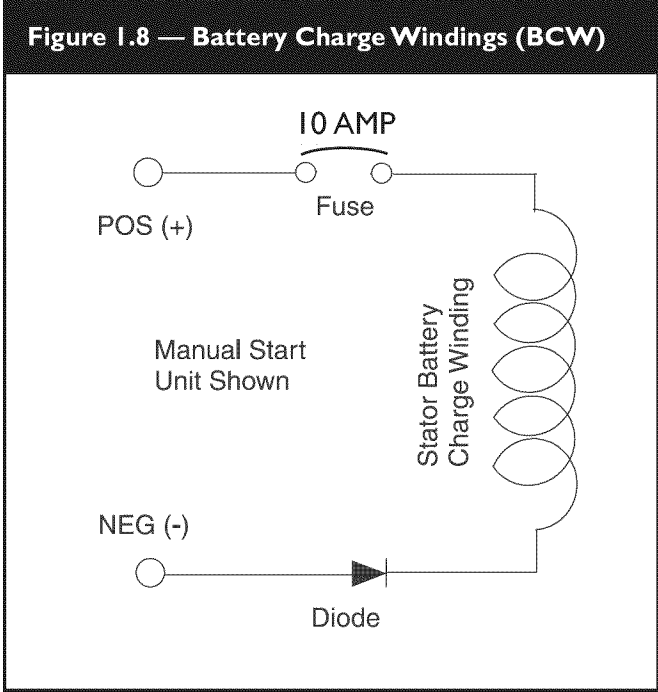 Figure 1.8 — Battery Charge Windings (BCW)
10 AMP
Fuse
POS (+)
Manual Start
Unit Shown
Stator Battery
Charge Winding
NEG (-)
Diode